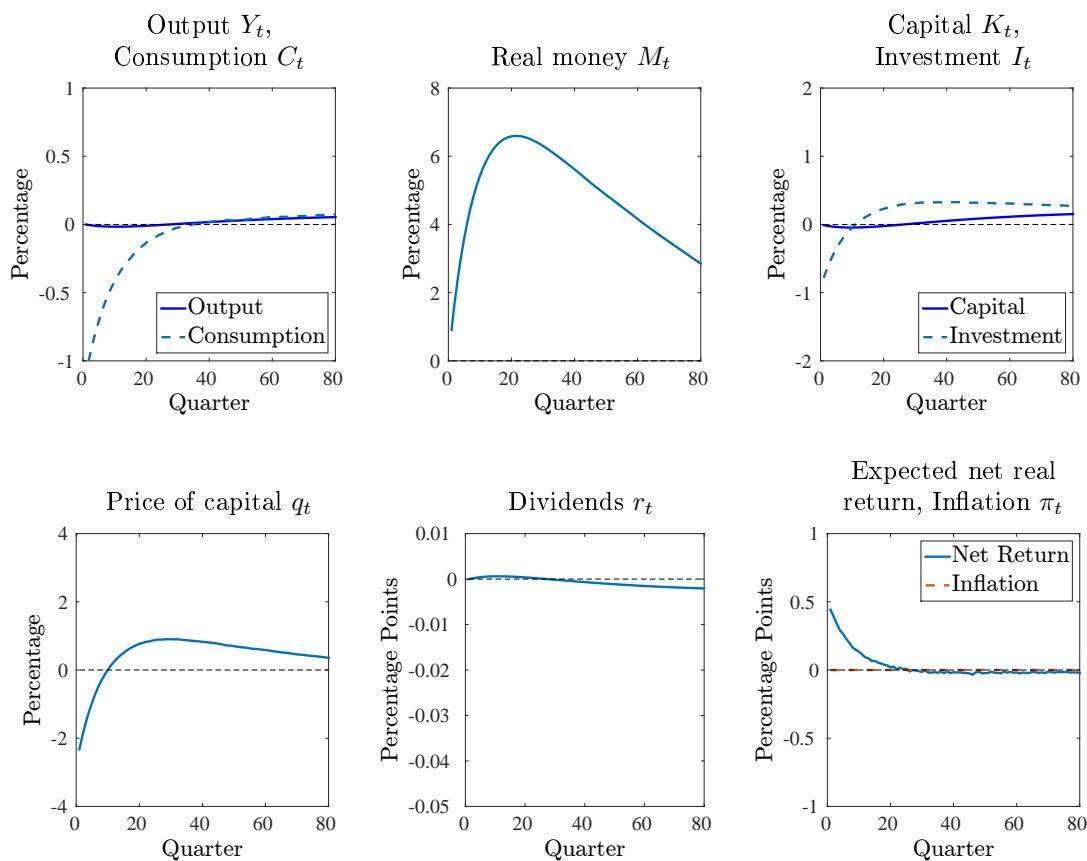 Output Y_t,
Consumption C_t
1
0.5
0
-0.5
-1
Percentage
Output
Consumption
0 20 40 60 80
Quarter
Real money M_t
8
6
4
2
0
Percentage
0 20 40 60 80
Quarter
Capital K_t,
Investment I_t
2
1
0
-1
-2
Percentage
Capital
Investment
0 20 40 60 80
Quarter
Price of capital q_t
4
2
0
-2
-4
Percentage
0 20 40 60 80
Quarter
Dividends r_t
0.01
0
-0.01
-0.02
-0.03
-0.04
-0.05
Percentage Points
0 20 40 60 80
Quarter
Expected net real
return, Inflation π_t
1
0.5
0
-0.5
-1
Percentage Points
Net Return
Inflation
0 20 40 60 80
Quarter